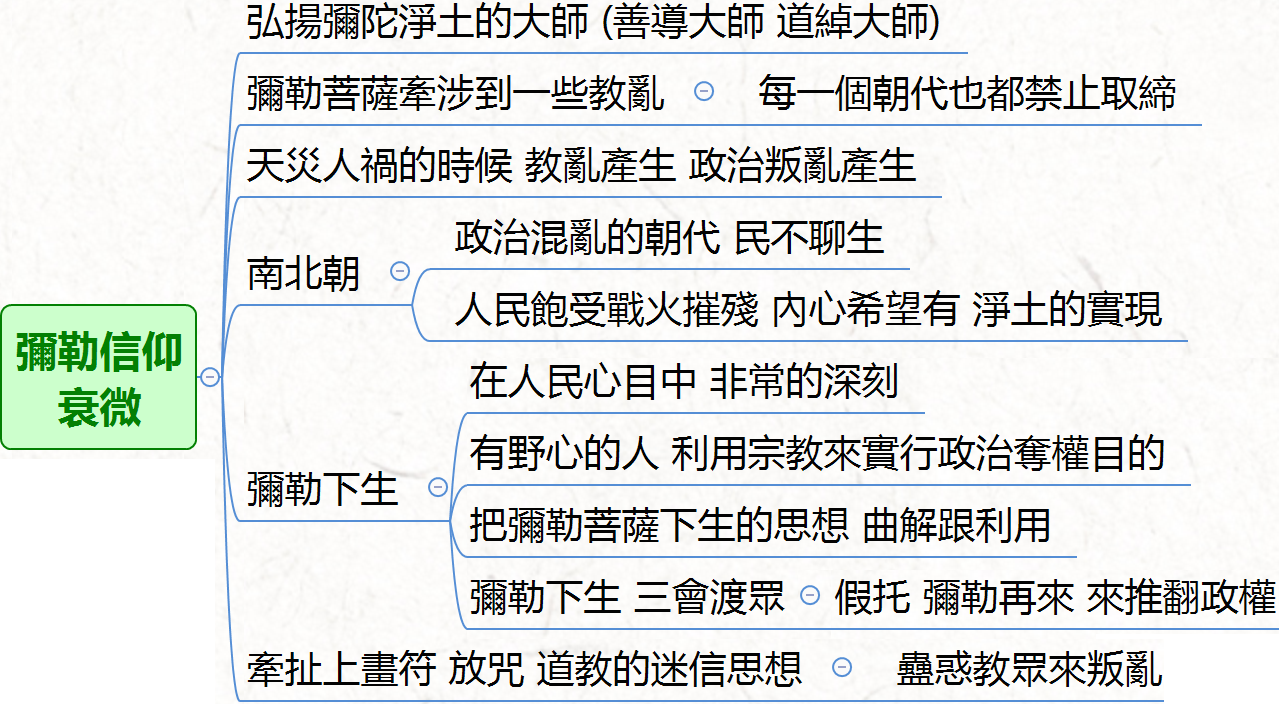 弘揚彌陀淨土的大師 (善導大師 道綽大師)
彌勒菩薩牽涉到一些教亂 每一個朝代也都禁止取締
天災人禍的時候 教亂產生 政治叛亂產生
政治混亂的朝代 民不聊生
南北朝
人民飽受戰火摧殘 內心希望有 淨土的實現
彌勒信仰
衰微
在人民心目中 非常的深刻
有野心的人 利用宗教來實行政治奪權目的
彌勒下生
把彌勒菩薩下生的思想 曲解跟利用
彌勒下生 三會渡眾 假托 彌勒再來 來推翻政權
牽扯上畫符 放咒 道教的迷信思想 蠱惑教眾來叛亂